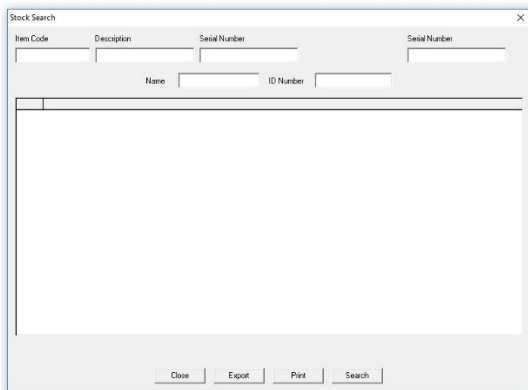 Stock Search
Item Code Description Serial Number Serial Number
Name ID Number
Close Export Print Search